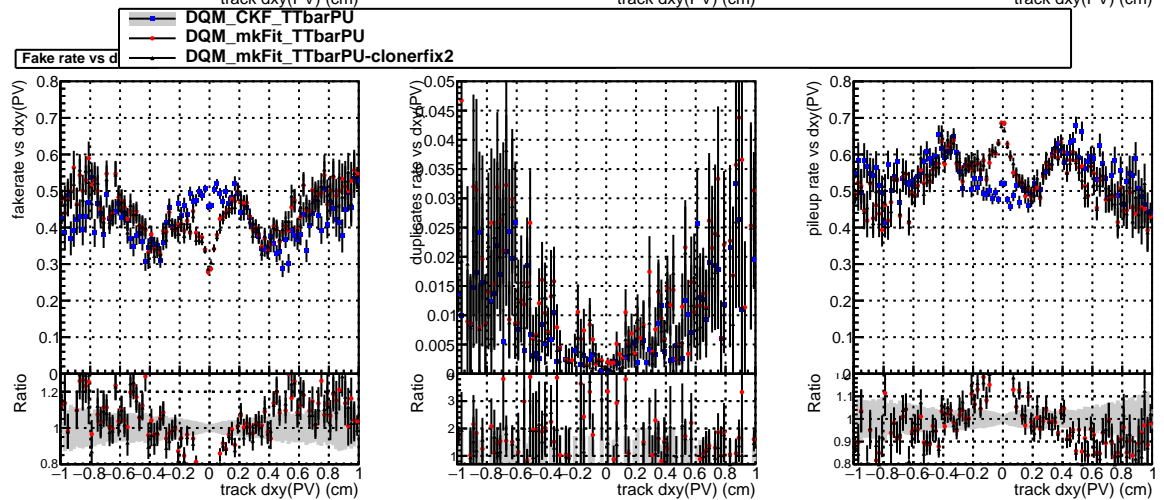 track dxy(PV) (cm) track dxy(PV) (cm) track dxy(PV) (cm)
DQM_CKF_TTbarPU
DQM_mkFit_TTbarPU
DQM_mkFit_TTbarPU-clonerfix2
Fake rate vs d
fakerate vs dxy(PV)
0.8
0.7
0.6
0.5
0.4
0.3
0.2
0.1
0
Ratio
1.2
1
0.8
−1 −0.8 −0.6 −0.4 −0.2 0 0.2 0.4 0.6 0.8 1
track dxy(PV) (cm)
duplicates rate vs dxy(PV)
0.05
0.045
0.04
0.035
0.03
0.025
0.02
0.015
0.01
0.005
0
Ratio
3
2
1
−1 −0.8 −0.6 −0.4 −0.2 0 0.2 0.4 0.6 0.8 1
track dxy(PV) (cm)
pileup rate vs dxy(PV)
0.8
0.7
0.6
0.5
0.4
0.3
0.2
0.1
0
Ratio
1.1
1
0.9
0.8
−1 −0.8 −0.6 −0.4 −0.2 0 0.2 0.4 0.6 0.8 1
track dxy(PV) (cm)